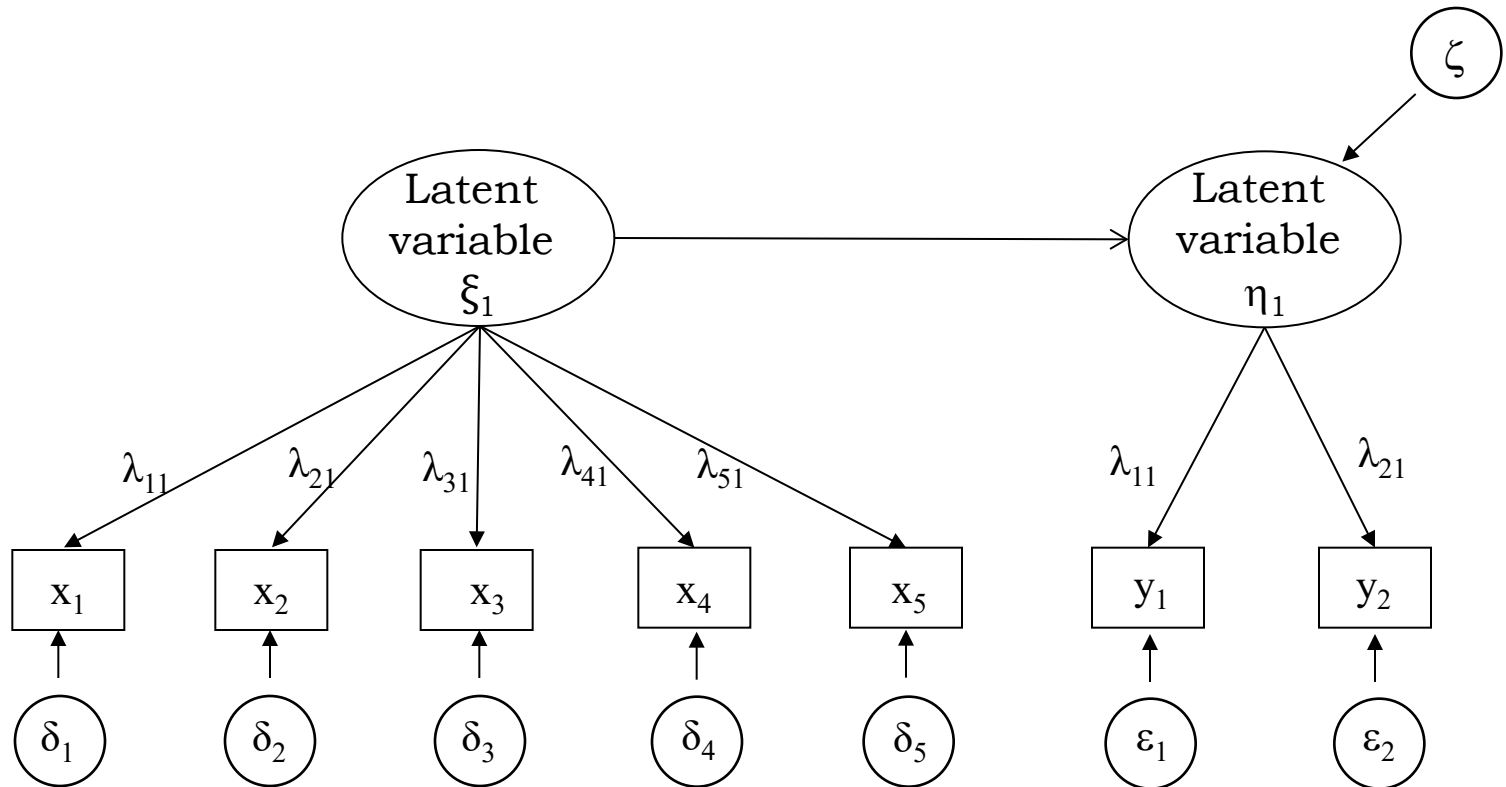 ζ
Latent
variable
ξ₁
Latent
variable
η₁
λ₁₁
λ₂₁
λ₃₁
λ₄₁
λ₅₁
λ₁₁
λ₂₁
x₁
x₂
x₃
x₄
x₅
y₁
y₂
δ₁
δ₂
δ₃
δ₄
δ₅
ε₁
ε₂